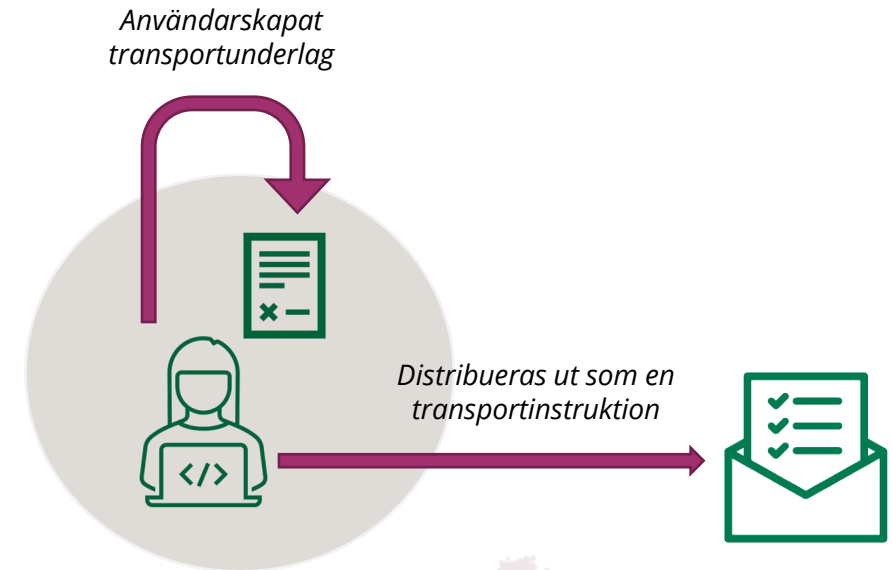 Användarskapat
transportunderlag
Distribueras ut som en
transportinstruktion
</>